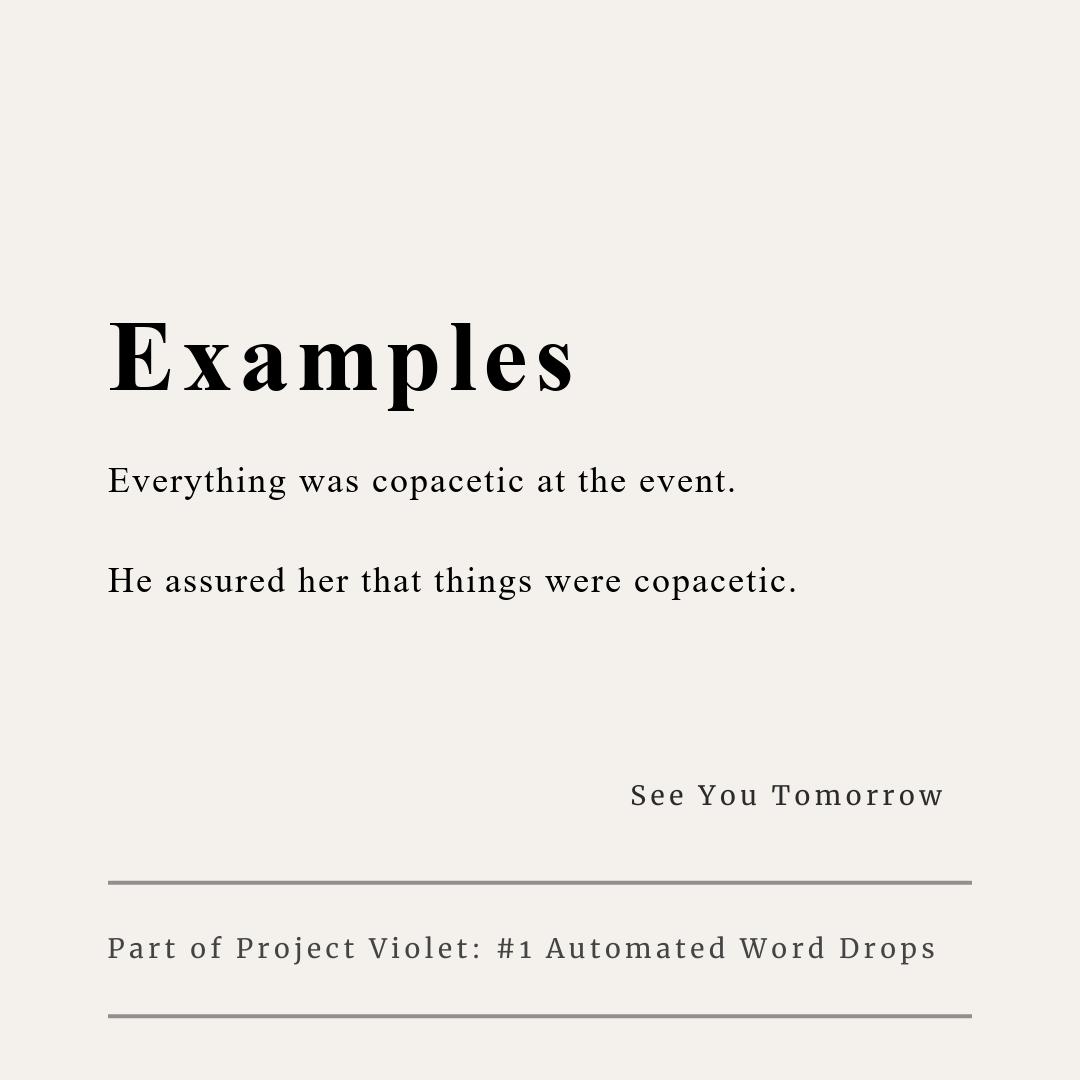 Examples
Everything was copacetic at the event.
He assured her that things were copacetic.
See You Tomorrow
Part of Project Violet: #1 Automated Word Drops